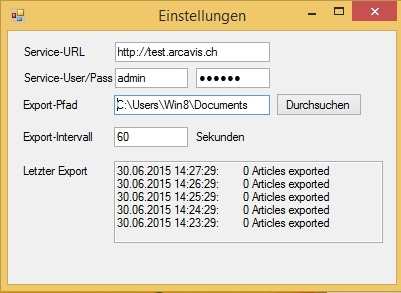 Einstellungen
Service-URL http://test.arcavis.ch
Service-User/Pass admin ●●●●●●
Export-Pfad C:\Users\Win8\Documents Durchsuchen
Export-Intervall 60 Sekunden
Letzter Export 30.06.2015 14:27:29: 0 Articles exported
30.06.2015 14:26:29: 0 Articles exported
30.06.2015 14:25:29: 0 Articles exported
30.06.2015 14:24:29: 0 Articles exported
30.06.2015 14:23:29: 0 Articles exported